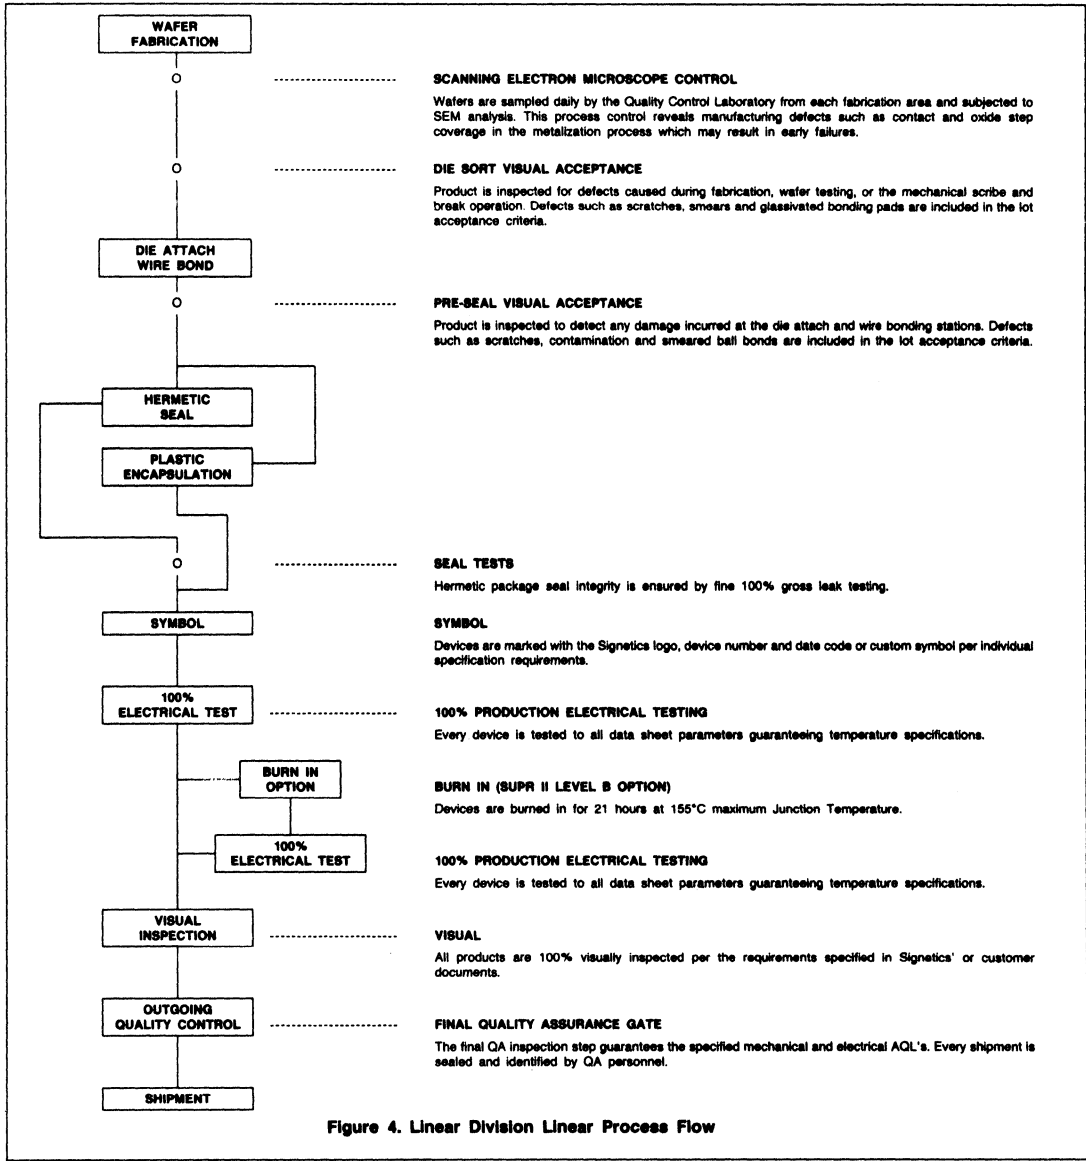 WAFER
FABRICATION
SCANNING ELECTRON MICROSCOPE CONTROL
Wafers are sampled daily by the Quality Control Laboratory from each fabrication area and subjected to
SEM analysis. This process control reveals manufacturing defects such as contact and oxide step
coverage in the metalization process which may result in early failures.
DIE SORT VISUAL ACCEPTANCE
Product is inspected for defects caused during fabrication, wafer testing, or the mechanical scribe and
break operation. Defects such as scratches, smears and glassivated bonding pads are included in the lot
acceptance criteria.
DIE ATTACH
WIRE BOND
PRE-SEAL VISUAL ACCEPTANCE
Product is inspected to detect any damage incurred at the die attach and wire bonding stations. Defects
such as scratches, contamination and smeared ball bonds are included in the lot acceptance criteria.
HERMETIC
SEAL
PLASTIC
ENCAPSULATION
SEAL TESTS
Hermetic package seal integrity is ensured by fine 100% gross leak testing.
SYMBOL
SYMBOL
Devices are marked with the Signetics logo, device number and date code or custom symbol per individual
specification requirements.
100%
ELECTRICAL TEST
100% PRODUCTION ELECTRICAL TESTING
Every device is tested to all data sheet parameters guaranteeing temperature specifications.
BURN IN
OPTION
BURN IN (SUPR II LEVEL B OPTION)
Devices are burned in for 21 hours at 155°C maximum Junction Temperature.
100%
ELECTRICAL TEST
100% PRODUCTION ELECTRICAL TESTING
Every device is tested to all data sheet parameters guaranteeing temperature specifications.
VISUAL
INSPECTION
VISUAL
All products are 100% visually inspected per the requirements specified in Signetics' or customer
documents.
OUTGOING
QUALITY CONTROL
FINAL QUALITY ASSURANCE GATE
The final QA inspection step guarantees the specified mechanical and electrical AQL's. Every shipment is
sealed and identified by QA personnel.
SHIPMENT
Figure 4. Linear Division Linear Process Flow